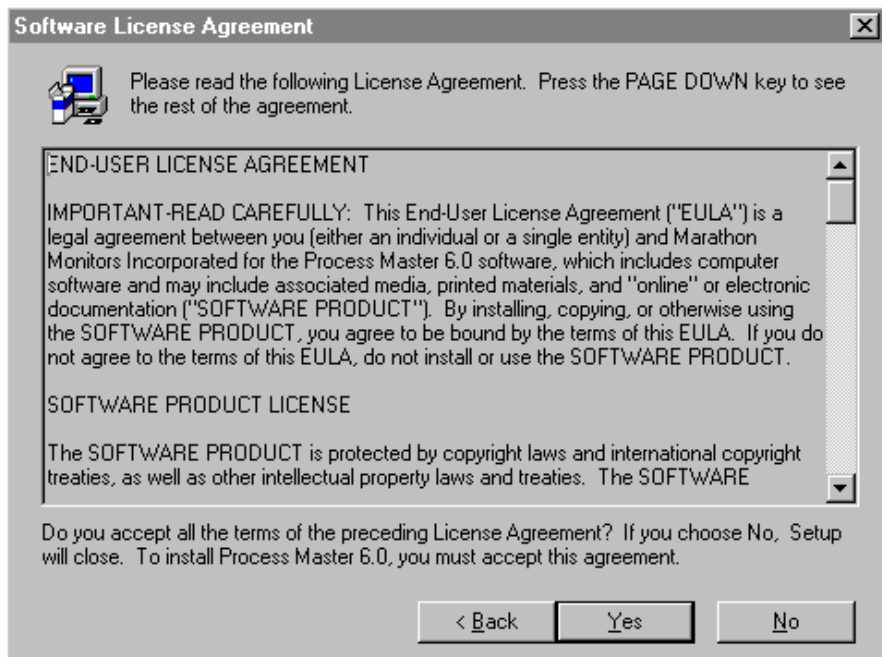 Software License Agreement
Please read the following License Agreement.  Press the PAGE DOWN key to see
the rest of the agreement.
END-USER LICENSE AGREEMENT
IMPORTANT-READ CAREFULLY:  This End-User License Agreement ("EULA") is a
legal agreement between you (either an individual or a single entity) and Marathon
Monitors Incorporated for the Process Master 6.0 software, which includes computer
software and may include associated media, printed materials, and "online" or electronic
documentation ("SOFTWARE PRODUCT").  By installing, copying, or otherwise using
the SOFTWARE PRODUCT, you agree to be bound by the terms of this EULA.  If you do
not agree to the terms of this EULA, do not install or use the SOFTWARE PRODUCT.
SOFTWARE PRODUCT LICENSE
The SOFTWARE PRODUCT is protected by copyright laws and international copyright
treaties, as well as other intellectual property laws and treaties.  The SOFTWARE
Do you accept all the terms of the preceding License Agreement?  If you choose No,  Setup
will close.  To install Process Master 6.0, you must accept this agreement.
< Back
Yes
No